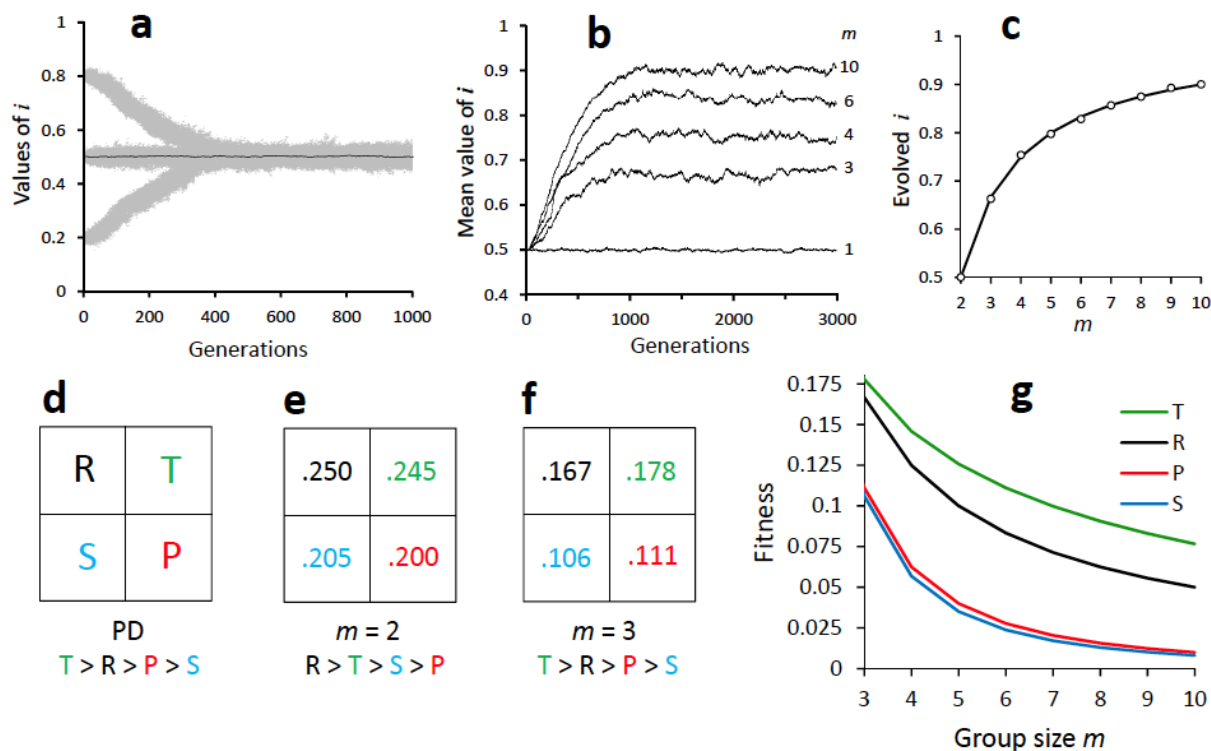 a
1
0.8
0.6
0.4
0.2
0
Values of i
0 200 400 600 800 1000
Generations
b
1
0.9
0.8
0.7
0.6
0.5
0.4
Mean value of i
m
10
6
4
3
1
0 1000 2000 3000
Generations
c
1
0.9
0.8
0.7
0.6
0.5
Evolved i
2 3 4 5 6 7 8 9 10
m
d
R T
S P
PD
T > R > P > S
e
.250 .245
.205 .200
m = 2
R > T > S > P
f
.167 .178
.106 .111
m = 3
T > R > P > S
g
0.175
0.15
0.125
0.1
0.075
0.05
0.025
0
Fitness
T
R
P
S
3 4 5 6 7 8 9 10
Group size m